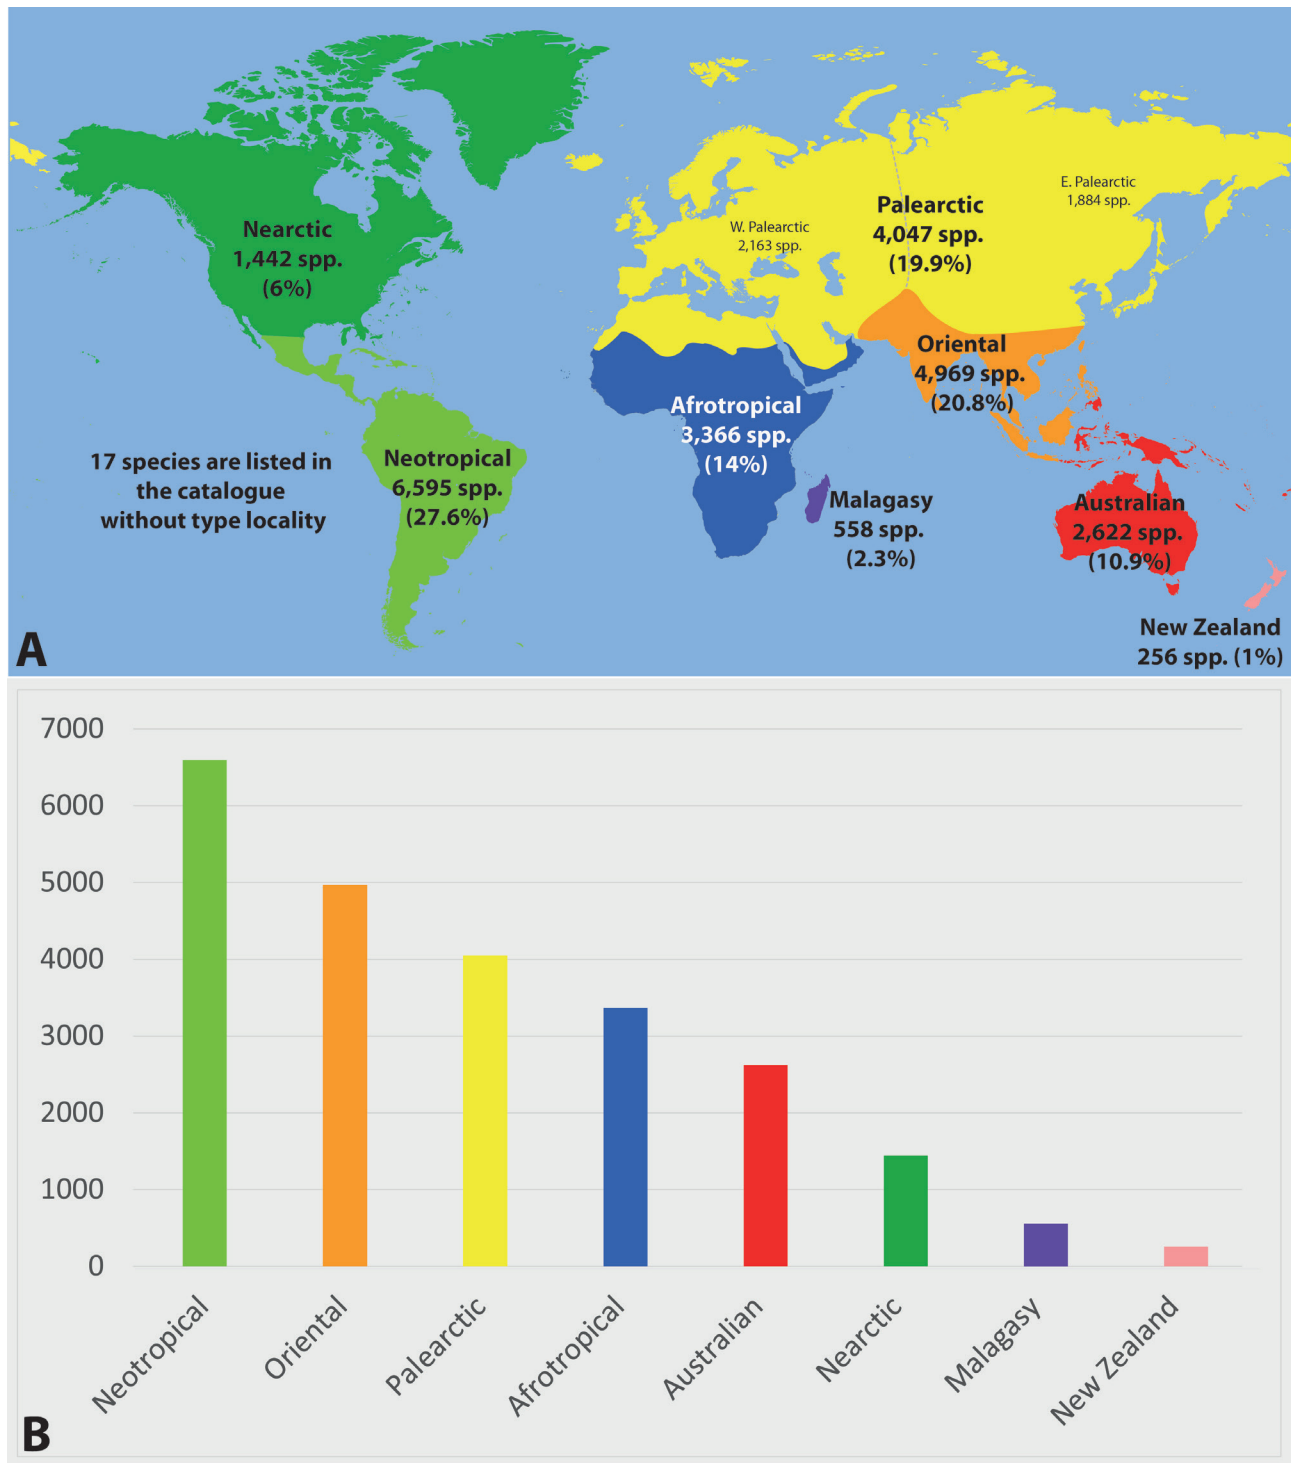 Nearctic
1,442 spp.
(6%)
W. Palearctic
2,163 spp.
Palearctic
4,047 spp.
(19.9%)
E. Palearctic
1,884 spp.
Oriental
4,969 spp.
(20.8%)
Afrotropical
3,366 spp.
(14%)
17 species are listed in
the catalogue
without type locality
Neotropical
6,595 spp.
(27.6%)
Malagasy
558 spp.
(2.3%)
Australian
2,622 spp.
(10.9%)
New Zealand
256 spp. (1%)
A
7000
6000
5000
4000
3000
2000
1000
0
Neotropical
Oriental
Palearctic
Afrotropical
Australian
Nearctic
Malagasy
New Zealand
B